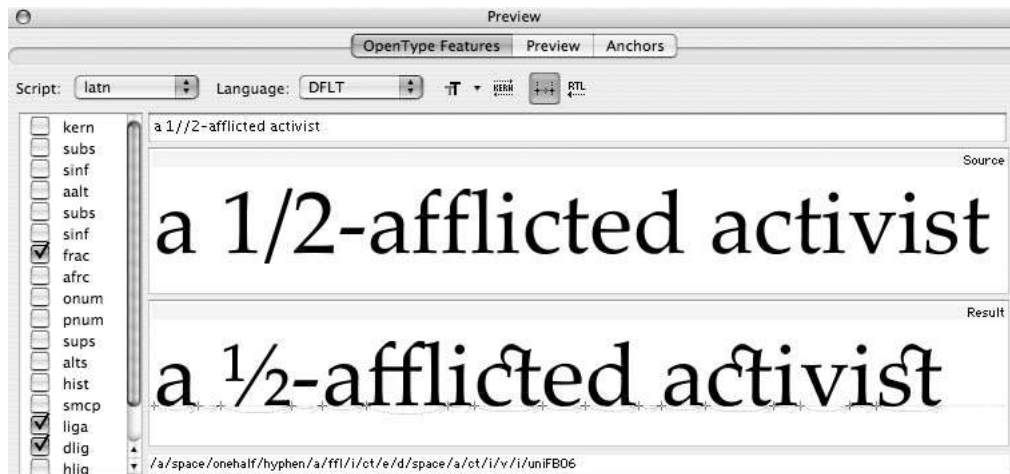 Preview
OpenType Features Preview Anchors
Script: latn Language: DFLT T KERN RTL
a 1//2-afflicted activist
kern
subs
sinf
aalt
subs
sinf
frac
afrc
onum
pnum
sups
alts
hist
smcp
liga
dlig
hlig
Source
a 1/2-afflicted activist
Result
a ½-afflicted activist
/a/space/onehalf/hyphen/a/ffl/i/ct/e/d/space/a/ct/i/v/i/uniFB06